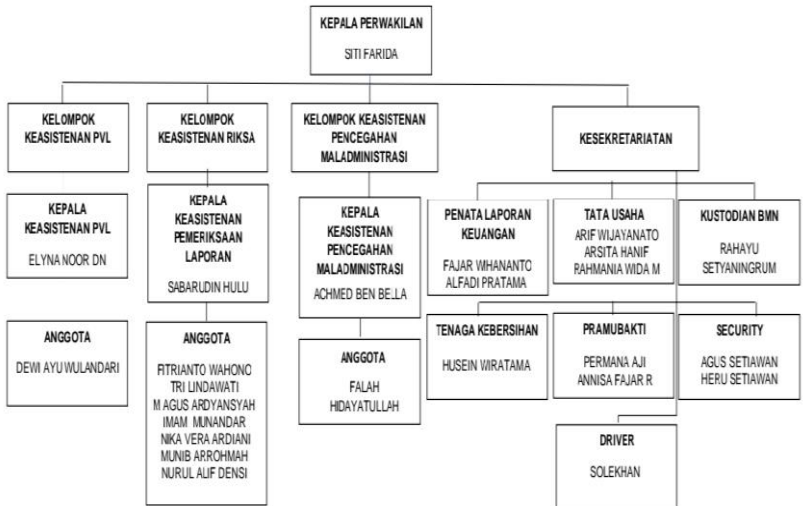 KEPALA PERWAKILAN
SITI FARIDA
KELOMPOK
KEASISTENAN PVL
KELOMPOK
KEASISTENAN RIKSA
KELOMPOK KEASISTENAN
PENCEGAHAN
MALADMINISTRASI
KESEKRETARIATAN
KEPALA
KEASISTENAN PVL
ELYNA NOOR DN
KEPALA
KEASISTENAN
PEMERIKSAAN
LAPORAN
SABARUDIN HULU
KEPALA
KEASISTENAN
PENCEGAHAN
MALADMINISTRASI
ACHMED BEN BELLA
PENATA LAPORAN
KEUANGAN
FAJAR WIHANANTO
ALFADI PRATAMA
TATA USAHA
ARIF WIJAYANATO
ARSITA HANIF
RAHMANIA WIDA M
KUSTODIAN BMN
RAHAYU
SETYANINGRUM
ANGGOTA
DEWI AYU WULANDARI
ANGGOTA
FITRIANTO WAHONO
TRI LINDAWATI
M AGUS ARDYANSYAH
IMAM MUNANDAR
NIKA VERA ARDIANI
MUNIB ARROHMAH
NURUL ALIF DENSI
ANGGOTA
FALAH
HIDAYATULLAH
TENAGA KEBERSIHAN
HUSEIN WIRATAMA
PRAMUBAKTI
PERMANA AJI
ANNISA FAJAR R
SECURITY
AGUS SETIAWAN
HERU SETIAWAN
DRIVER
SOLEKHAN